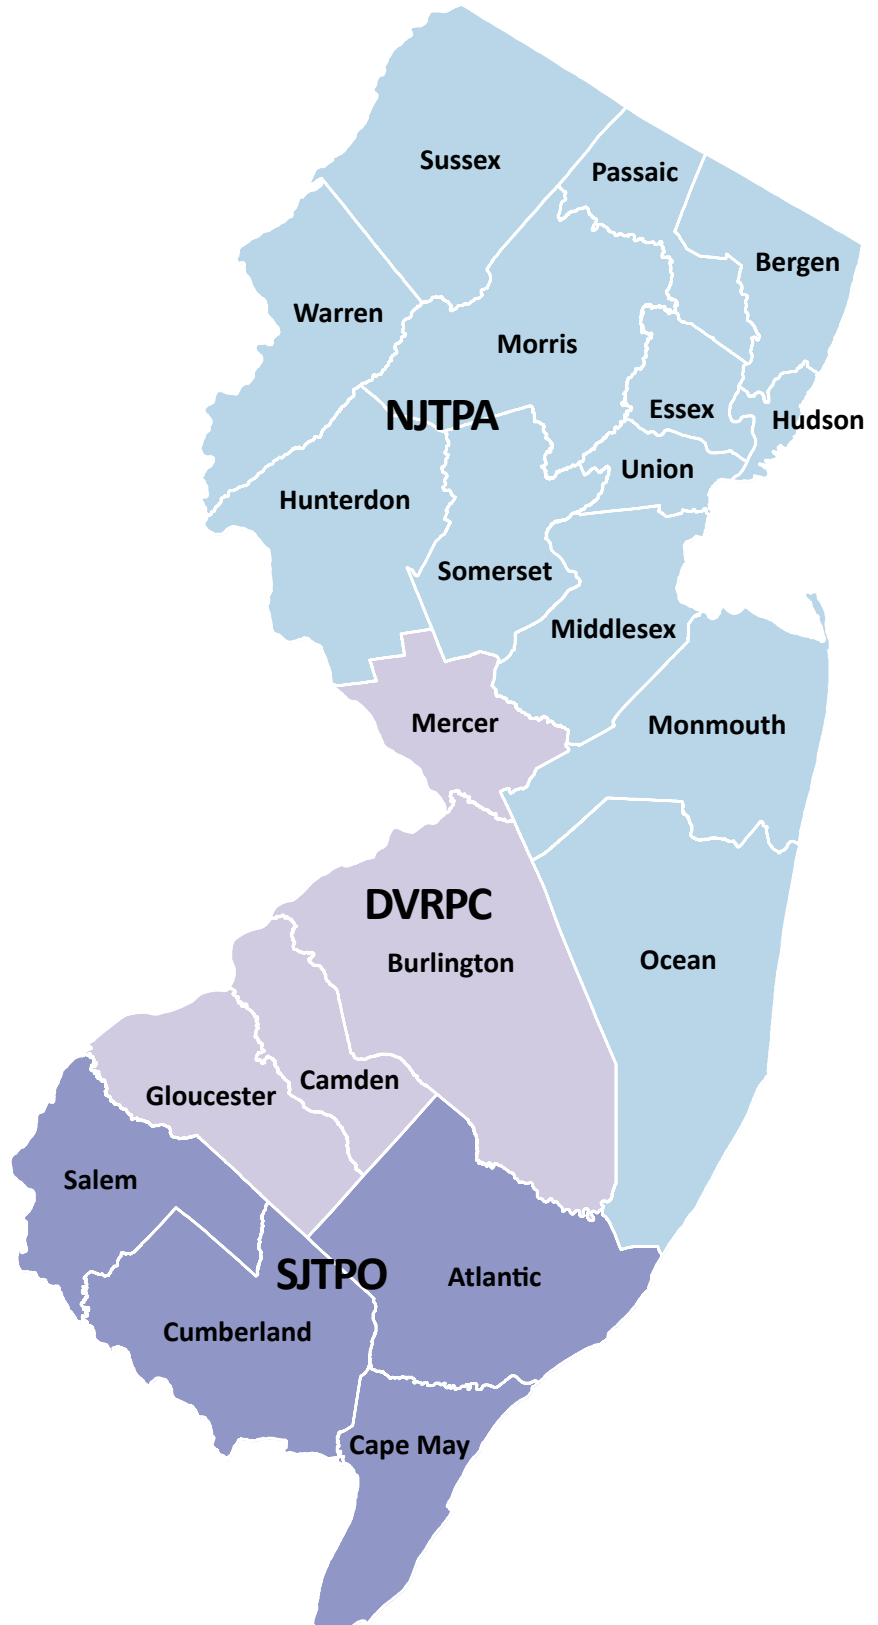 Sussex
Passaic
Bergen
Warren
Morris
NJTPA
Essex
Hudson
Union
Hunterdon
Somerset
Middlesex
Mercer
Monmouth
DVRPC
Burlington
Ocean
Camden
Gloucester
Salem
SJTPO
Atlantic
Cumberland
Cape May